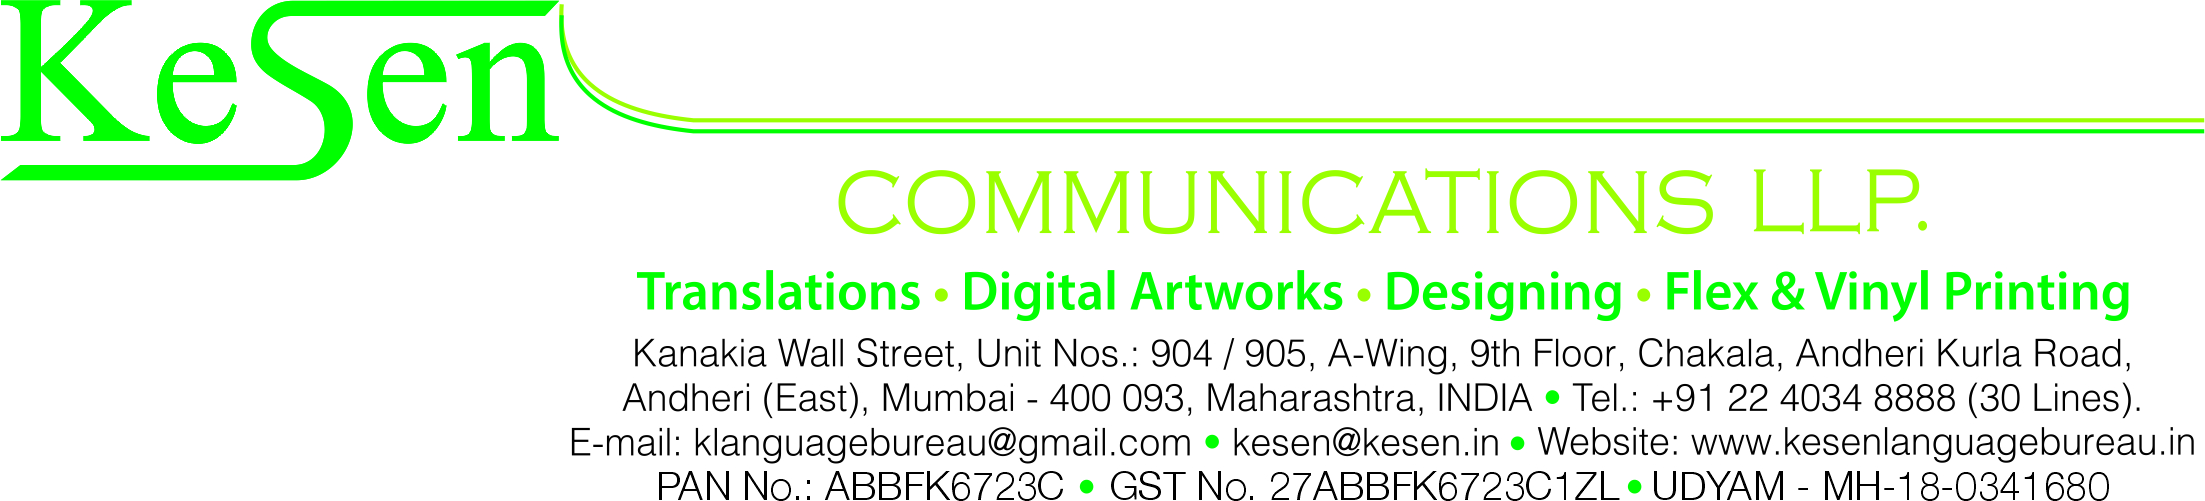 KeSen
COMMUNICATIONS LLP.
Translations • Digital Artworks • Designing • Flex & Vinyl Printing
Kanakia Wall Street, Unit Nos.: 904 / 905, A-Wing, 9th Floor, Chakala, Andheri Kurla Road,
Andheri (East), Mumbai - 400 093, Maharashtra, INDIA • Tel.: +91 22 4034 8888 (30 Lines).
E-mail: klanguagebureau@gmail.com • kesen@kesen.in • Website: www.kesenlanguagebureau.in
PAN No.: ABBFK6723C • GST No. 27ABBFK6723C1ZL • UDYAM - MH-18-0341680